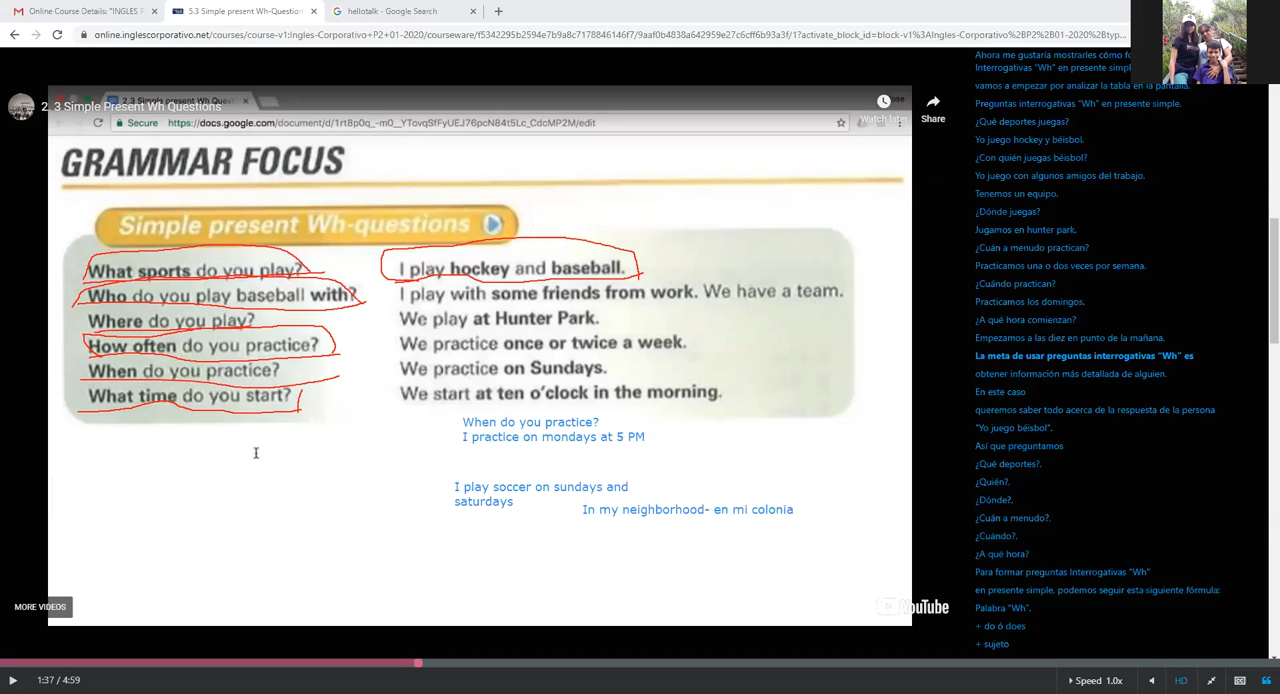 Online Course Details: "INGLES P
5.3 Simple present Wh-Question
hellotalk - Google Search
online.inglescorporativo.net/courses/course-v1:Ingles-Corporativo+P2+01-2020/courseware/f5342295b2594e7b9a8c7178846146f7/9aaf0b4838a642959e27c6cff6b93a3f/1?activate_block_id=block-v1%3AIngles-Corporativo%2BP2%2B01-2020%2Btyp...
2. 3 Simple Present Wh Questions
Secure https://docs.google.com/document/d/1rt8p0q_-m0__YTovqSfFyUEJ76pcN84t5Lc_CdcMP2M/edit
Watch later
Share
GRAMMAR FOCUS
Simple present Wh-questions
What sports do you play? I play hockey and baseball.
Who do you play baseball with? I play with some friends from work. We have a team.
Where do you play? We play at Hunter Park.
How often do you practice? We practice once or twice a week.
When do you practice? We practice on Sundays.
What time do you start? We start at ten o'clock in the morning.
When do you practice?
I practice on mondays at 5 PM
I play soccer on sundays and
saturdays
In my neighborhood- en mi colonia
MORE VIDEOS
YouTube
Ahora me gustaría mostrarles cómo
Interrogativas "Wh" en presente
vamos a empezar por analizar la tabla en la pantalla.
Preguntas interrogativas "Wh" en presente simple.
¿Qué deportes juegas?
Yo juego hockey y béisbol.
¿Con quién juegas béisbol?
Yo juego con algunos amigos del trabajo.
Tenemos un equipo.
¿Dónde juegas?
Jugamos en hunter park.
¿Cuán a menudo practican?
Practicamos una o dos veces por semana.
¿Cuándo practican?
Practicamos los domingos.
¿A qué hora comienzan?
Empezamos a las diez en punto de la mañana.
La meta de usar preguntas interrogativas "Wh" es
obtener información más detallada de alguien.
En este caso
queremos saber todo acerca de la respuesta de la persona
"Yo juego béisbol".
Así que preguntamos
¿Qué deportes?,
¿Quién?,
¿Dónde?,
¿Cuán a menudo?,
¿Cuándo?,
¿A qué hora?
Para formar preguntas Interrogativas "Wh"
en presente simple, podemos seguir esta siguiente fórmula:
Palabra "Wh".
+ do ó does
+ sujeto
1:37 / 4:59
Speed 1.0x
HD